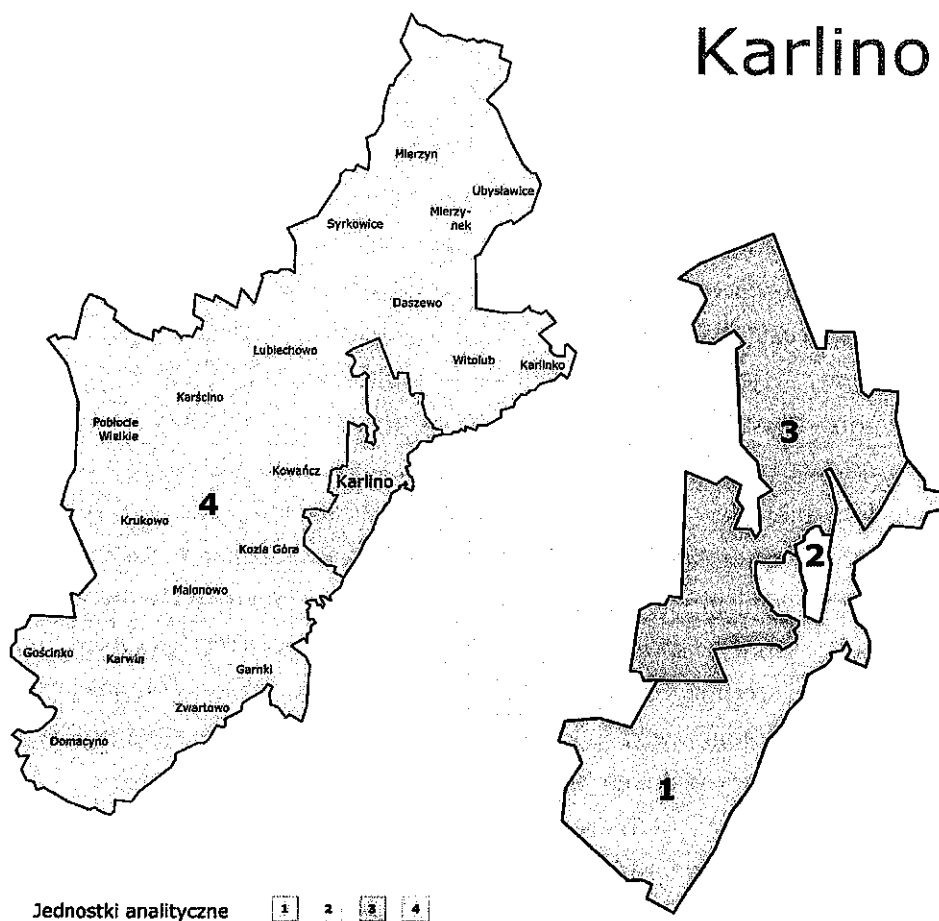 Karlino
Mierzyn
Ubysławice
Mierzy-
nek
Syrkowice
Daszewo
Lubiechowo
Witolub
Karlinko
Karścino
Pobłocie
Wielkie
3
Kowańcz
Karlino
4
Krukowo
Kozia Góra
2
Malonowo
Gościnko
Karwin
Garnki
Zwartowo
Domacyno
1
Jednostki analityczne 1 2 3 4